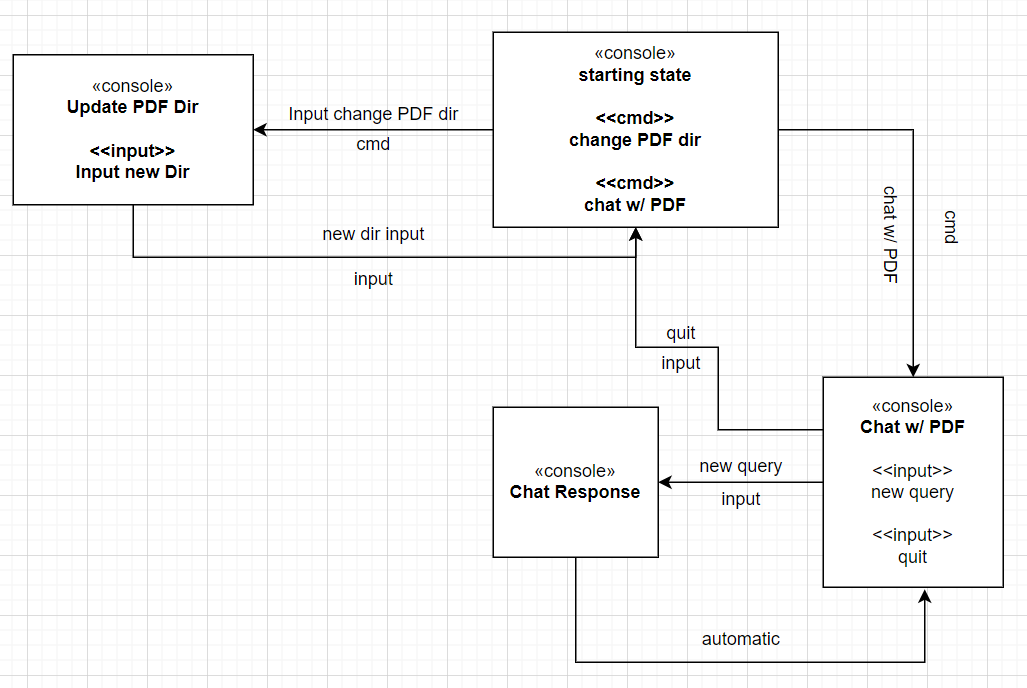 «console»
starting state
<<cmd>>
change PDF dir
<<cmd>>
chat w/ PDF
«console»
Update PDF Dir
<<input>>
Input new Dir
Input change PDF dir
cmd
new dir input
input
chat w/ PDF
cmd
quit
input
«console»
Chat w/ PDF
<<input>>
new query
<<input>>
quit
new query
input
«console»
Chat Response
automatic